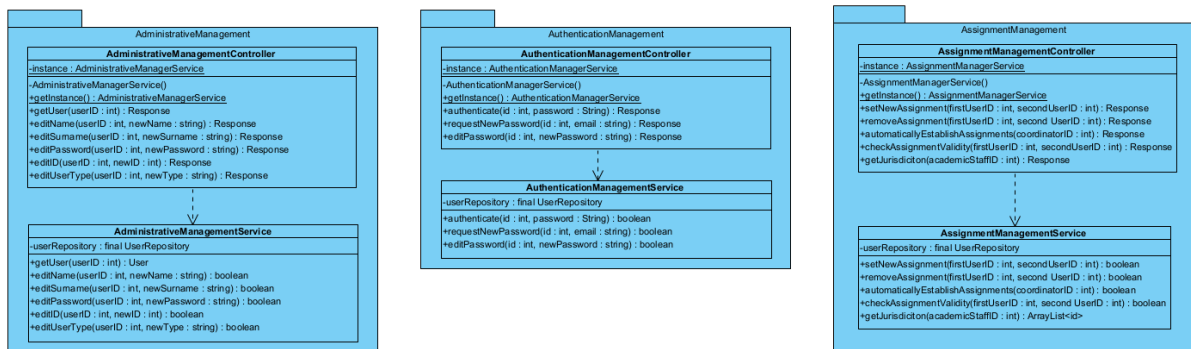 AdministrativeManagement
AdministrativeManagementController
-instance : AdministrativeManagerService
-AdministrativeManagerService()
+getInstance() : AdministrativeManagerService
+getUser(userID : int) : Response
+editName(userID : int, newName : string) : Response
+editSurname(userID : int, newSurname : string) : Response
+editPassword(userID : int, newPassword : string) : Response
+editID(userID : int, newID : int) : Response
+editUserType(userID : int, newType : string) : Response
AdministrativeManagementService
-userRepository : final UserRepository
+getUser(userID : int) : User
+editName(userID : int, newName : string) : boolean
+editSurname(userID : int, newSurname : string) : boolean
+editPassword(userID : int, newPassword : string) : boolean
+editID(userID : int, newID : int) : boolean
+editUserType(userID : int, newType : string) : boolean
AuthenticationManagement
AuthenticationManagementController
-instance : AuthenticationManagerService
-AuthenticationManagerService()
+getInstance() : AuthenticationManagerService
+authenticate(id : int, password : String) : Response
+requestNewPassword(id : int, email : string) : Response
+editPassword(id : int, newPassword : string) : Response
AuthenticationManagementService
-userRepository : final UserRepository
+authenticate(id : int, password : String) : boolean
+requestNewPassword(id : int, email : string) : boolean
+editPassword(id : int, newPassword : string) : boolean
AssignmentManagement
AssignmentManagementController
-instance : AssignmentManagerService
-AssignmentManagerService()
+getInstance() : AssignmentManagerService
+setNewAssignment(firstUserID : int, secondUserID : int) : Response
+removeAssignment(firstUserID : int, second UserID : int) : Response
+automaticallyEstablishAssignments(coordinatorID : int) : Response
+checkAssignmentValidity(firstUserID : int, secondUserID : int) : Response
+getJurisdiciton(academicStaffID : int) : Response
AssignmentManagementService
-userRepository : final UserRepository
+setNewAssignment(firstUserID : int, secondUserID : int) : boolean
+removeAssignment(firstUserID : int, second UserID : int) : boolean
+automaticallyEstablishAssignments(coordinatorID : int) : boolean
+checkAssignmentValidity(firstUserID : int, second UserID : int) : boolean
+getJurisdiciton(academicStaffID : int) : ArrayList<id>